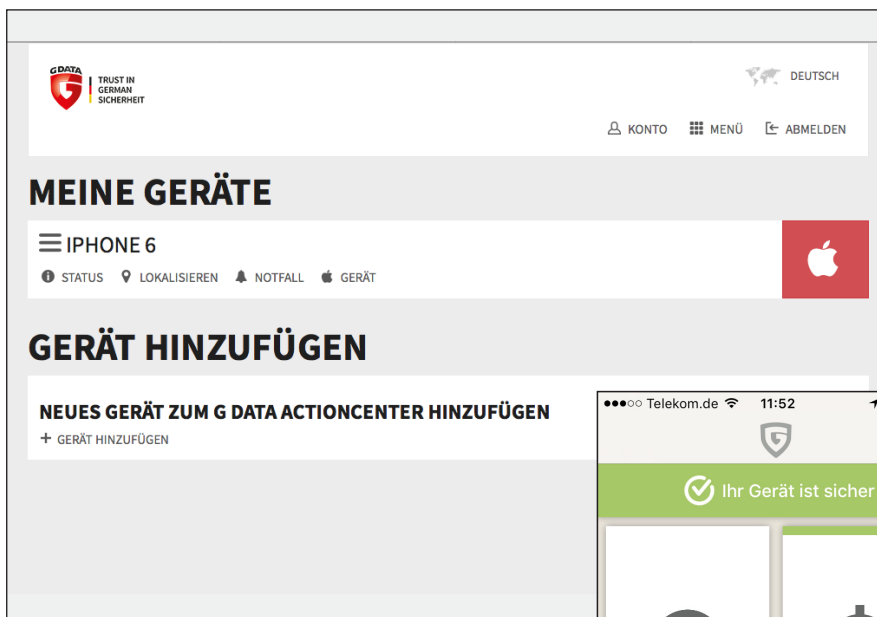 GDATA
TRUST IN
GERMAN
SICHERHEIT
DEUTSCH
KONTO MENÜ ABMELDEN
MEINE GERÄTE
IPHONE 6
STATUS LOKALISIEREN NOTFALL GERÄT
GERÄT HINZUFÜGEN
NEUES GERÄT ZUM G DATA ACTIONCENTER HINZUFÜGEN
+ GERÄT HINZUFÜGEN
Telekom.de 11:52
Ihr Gerät ist sicher